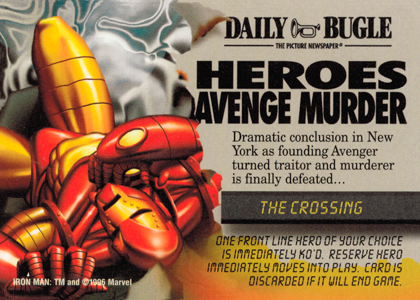 DAILY BUGLE
THE PICTURE NEWSPAPER®
HEROES
AVENGE MURDER
Dramatic conclusion in New
York as founding Avenger
turned traitor and murderer
is finally defeated...
THE CROSSING
ONE FRONT LINE HERO OF YOUR CHOICE
IS IMMEDIATELY KO'D. RESERVE HERO
IMMEDIATELY MOVES INTO PLAY. CARD IS
DISCARDED IF IT WILL END GAME.
IRON MAN: TM and ©1996 Marvel